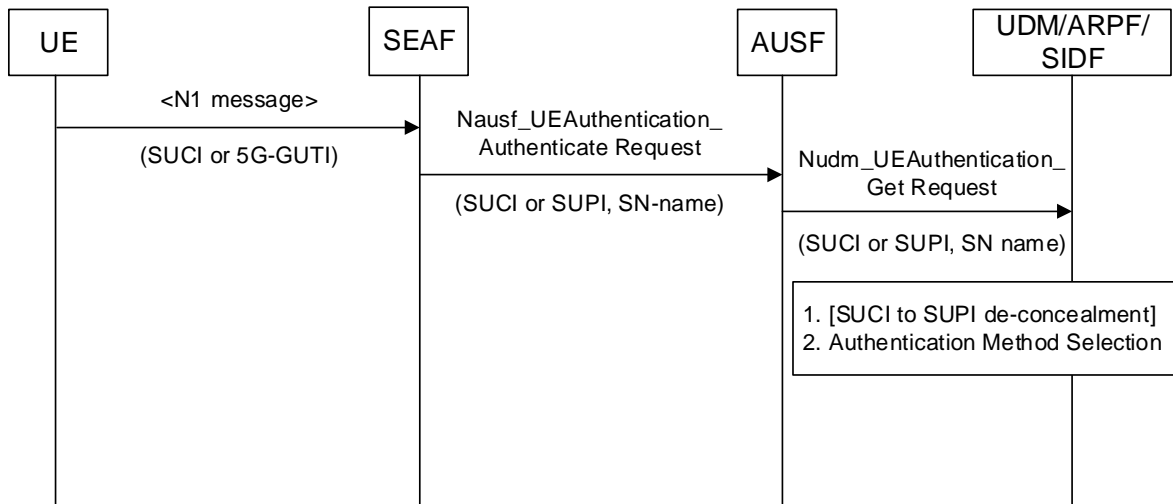 UE
SEAF
AUSF
UDM/ARPF/
SIDF
<N1 message>
(SUCI or 5G-GUTI)
Nausf_UEAuthentication_
Authenticate Request
(SUCI or SUPI, SN-name)
Nudm_UEAuthentication_
Get Request
(SUCI or SUPI, SN name)
1. [SUCI to SUPI de-concealment]
2. Authentication Method Selection